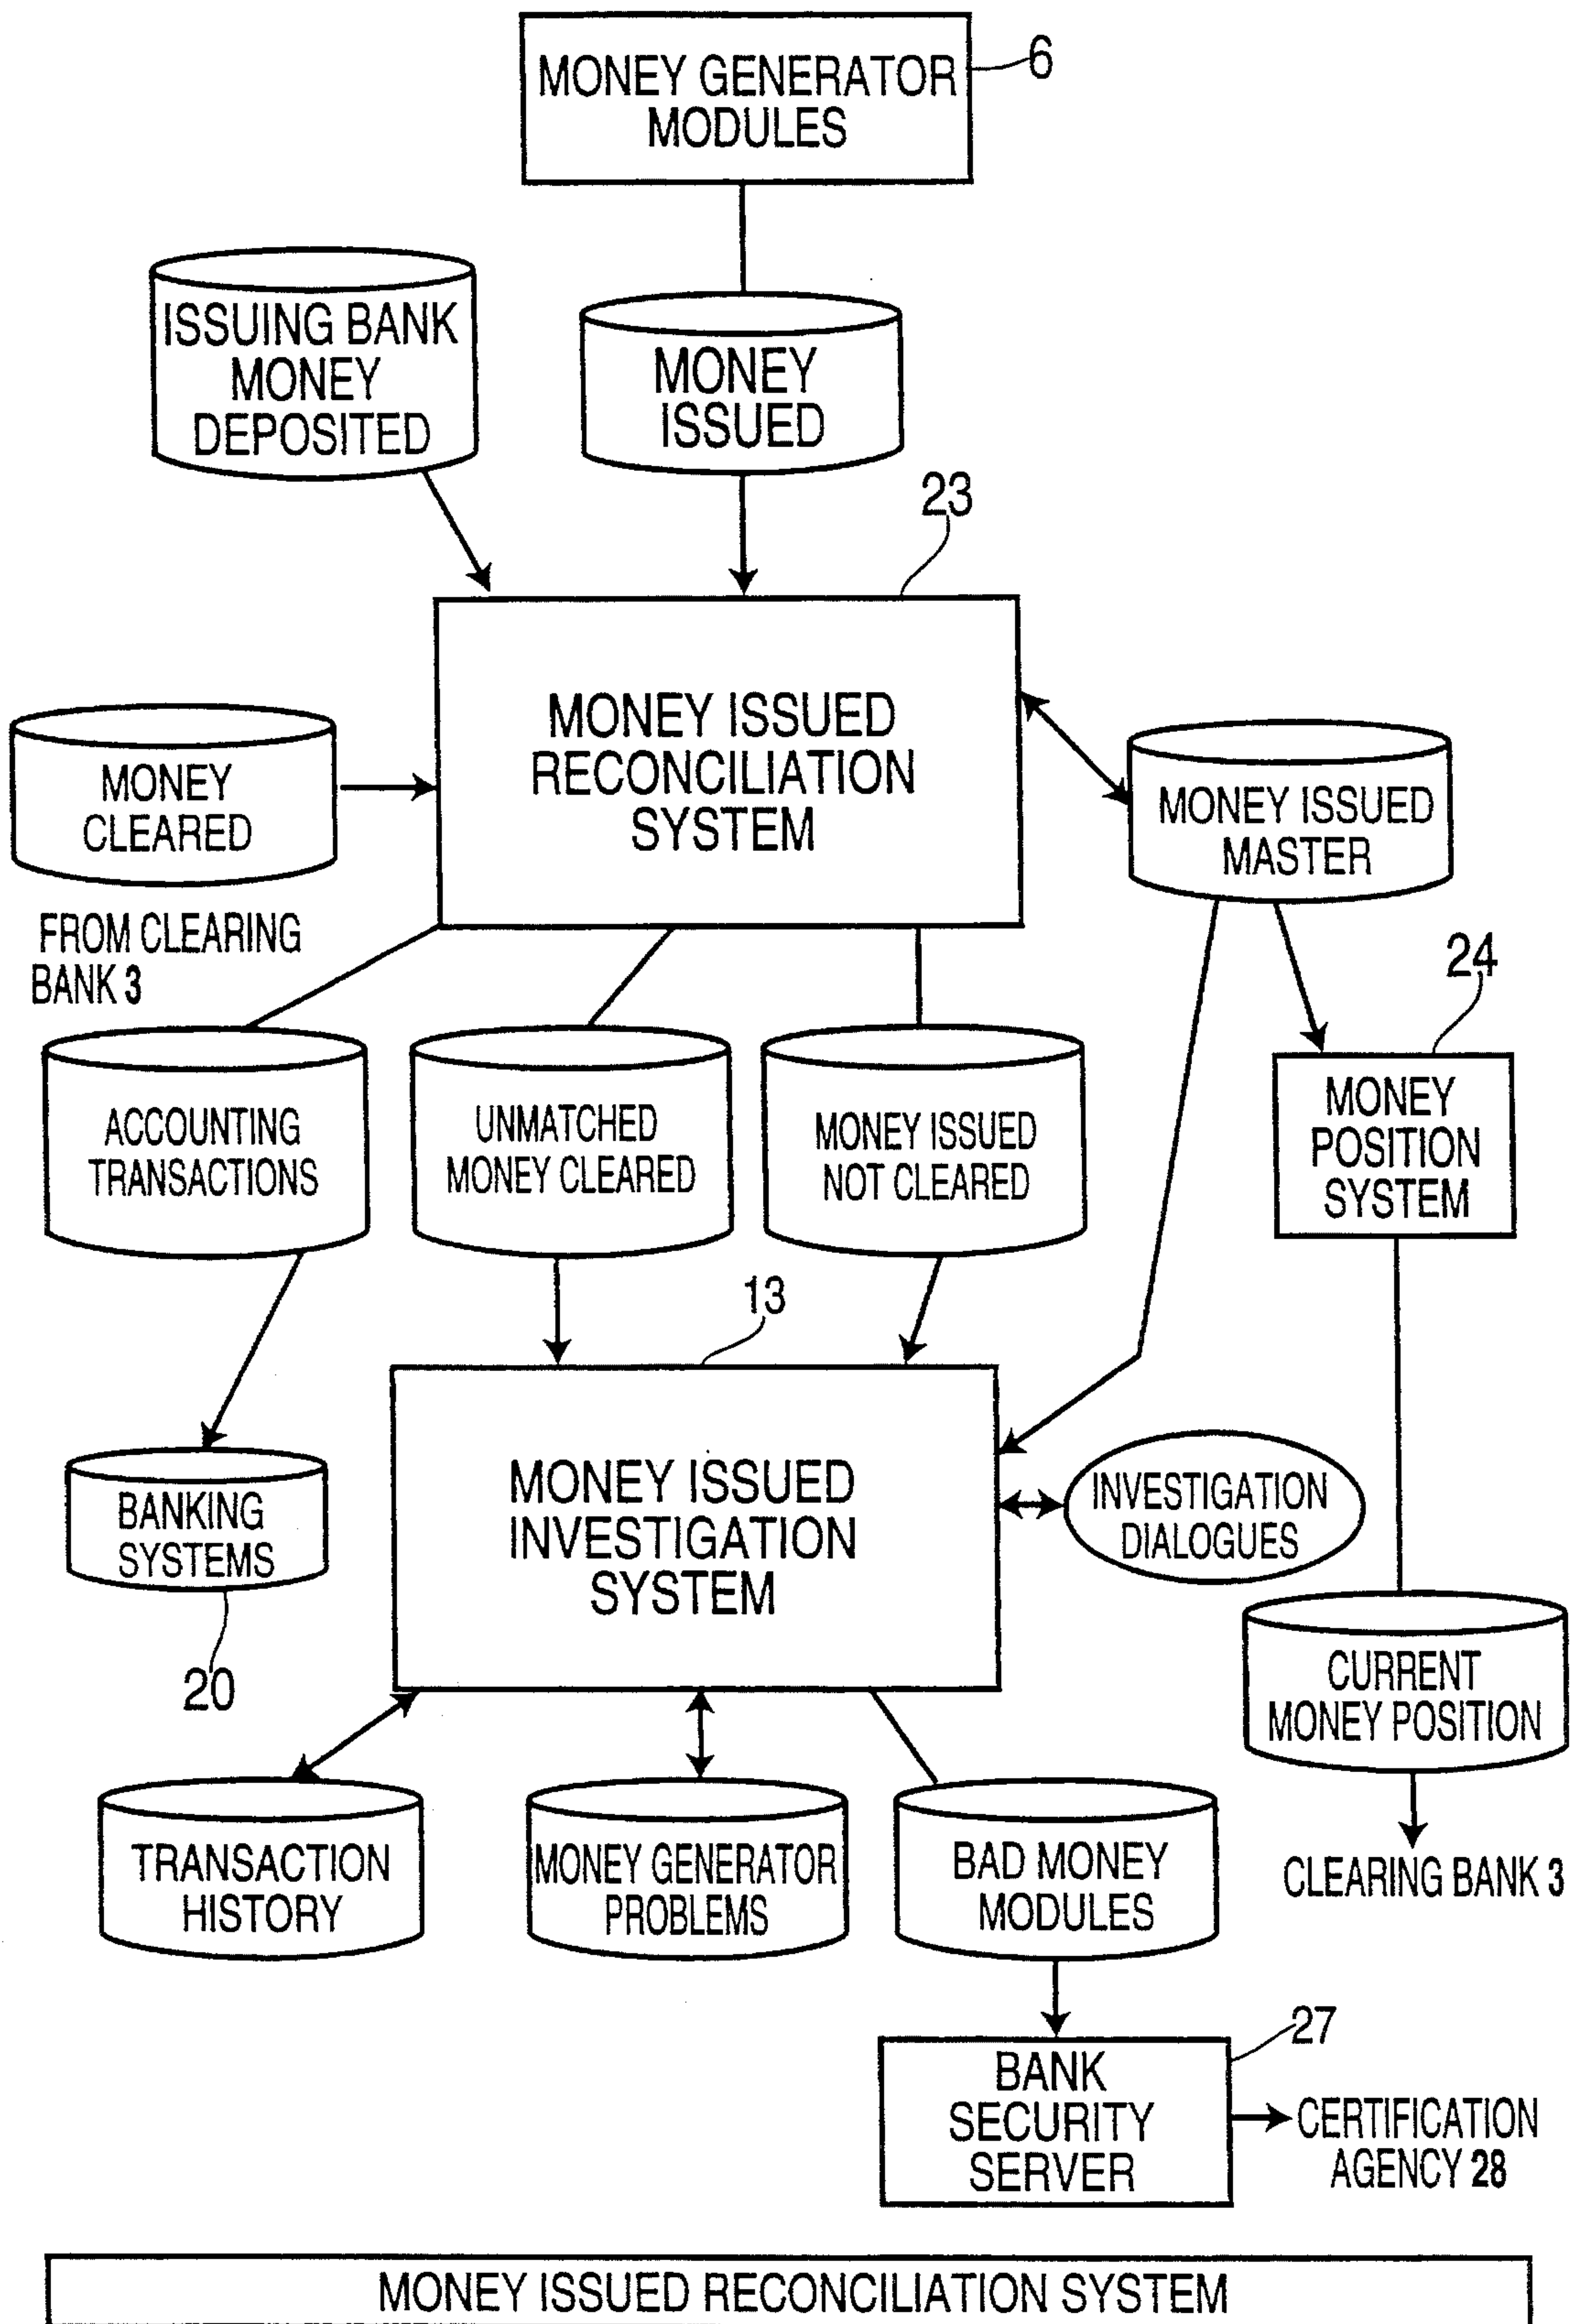 MONEY GENERATOR
MODULES
6
ISSUING BANK
MONEY
DEPOSITED
MONEY
ISSUED
23
MONEY ISSUED
RECONCILIATION
SYSTEM
MONEY
CLEARED
FROM CLEARING
BANK 3
MONEY ISSUED
MASTER
24
ACCOUNTING
TRANSACTIONS
UNMATCHED
MONEY CLEARED
MONEY ISSUED
NOT CLEARED
MONEY
POSITION
SYSTEM
13
MONEY ISSUED
INVESTIGATION
SYSTEM
INVESTIGATION
DIALOGUES
BANKING
SYSTEMS
20
CURRENT
MONEY POSITION
CLEARING BANK 3
TRANSACTION
HISTORY
MONEY GENERATOR
PROBLEMS
BAD MONEY
MODULES
27
BANK
SECURITY
SERVER
CERTIFICATION
AGENCY 28
MONEY ISSUED RECONCILIATION SYSTEM